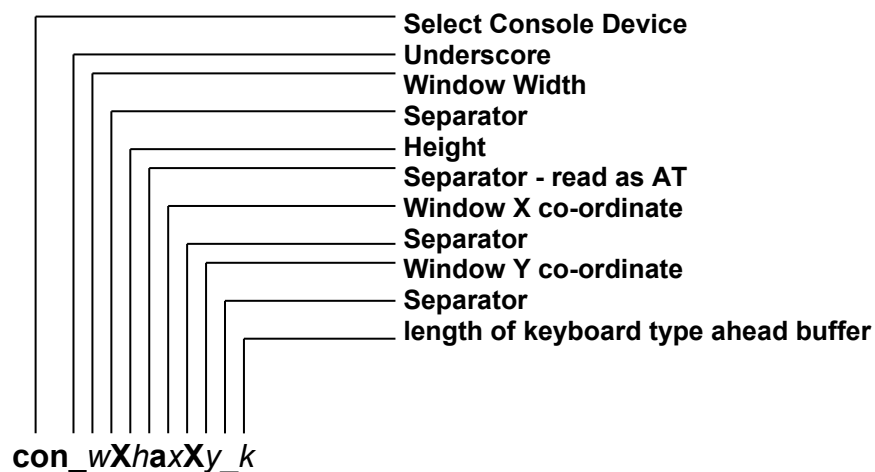 Select Console Device
Underscore
Window Width
Separator
Height
Separator - read as AT
Window X co-ordinate
Separator
Window Y co-ordinate
Separator
length of keyboard type ahead buffer
con_wXhaxXy_k